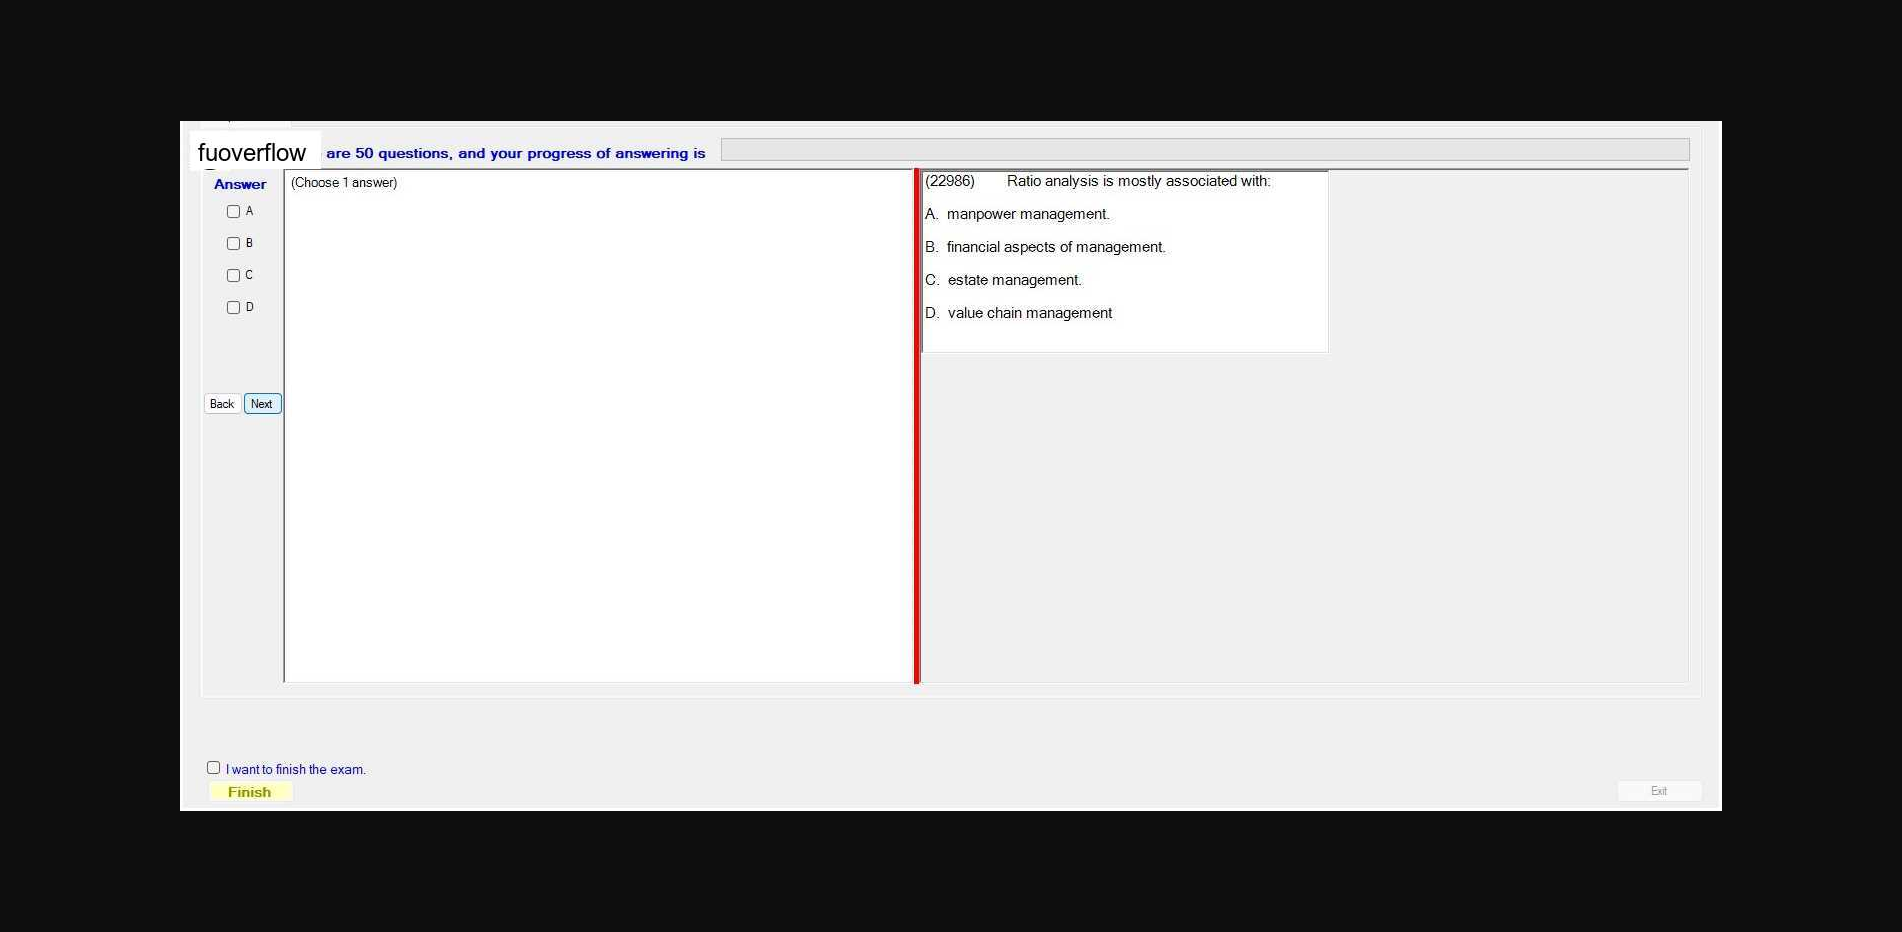 fuoverflow are 50 questions, and your progress of answering is
Answer
A
B
C
D
Back Next
(Choose 1 answer)
(22986) Ratio analysis is mostly associated with:
A. manpower management.
B. financial aspects of management.
C. estate management.
D. value chain management
I want to finish the exam.
Finish
Exit